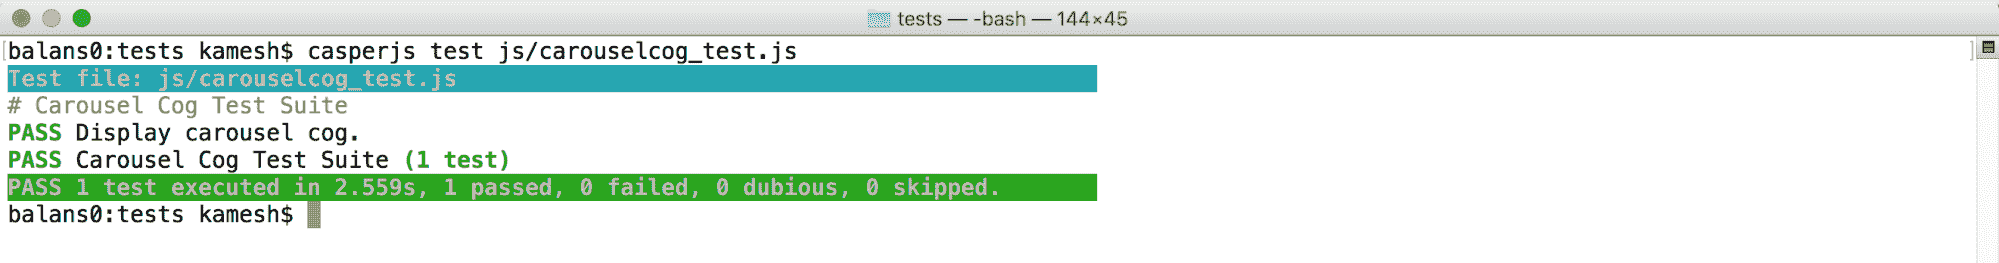 tests — -bash — 144×45
balans0:tests kamesh$ casperjs test js/carouselcog_test.js
Test file: js/carouselcog_test.js
# Carousel Cog Test Suite
PASS Display carousel cog.
PASS Carousel Cog Test Suite (1 test)
PASS 1 test executed in 2.559s, 1 passed, 0 failed, 0 dubious, 0 skipped.
balans0:tests kamesh$